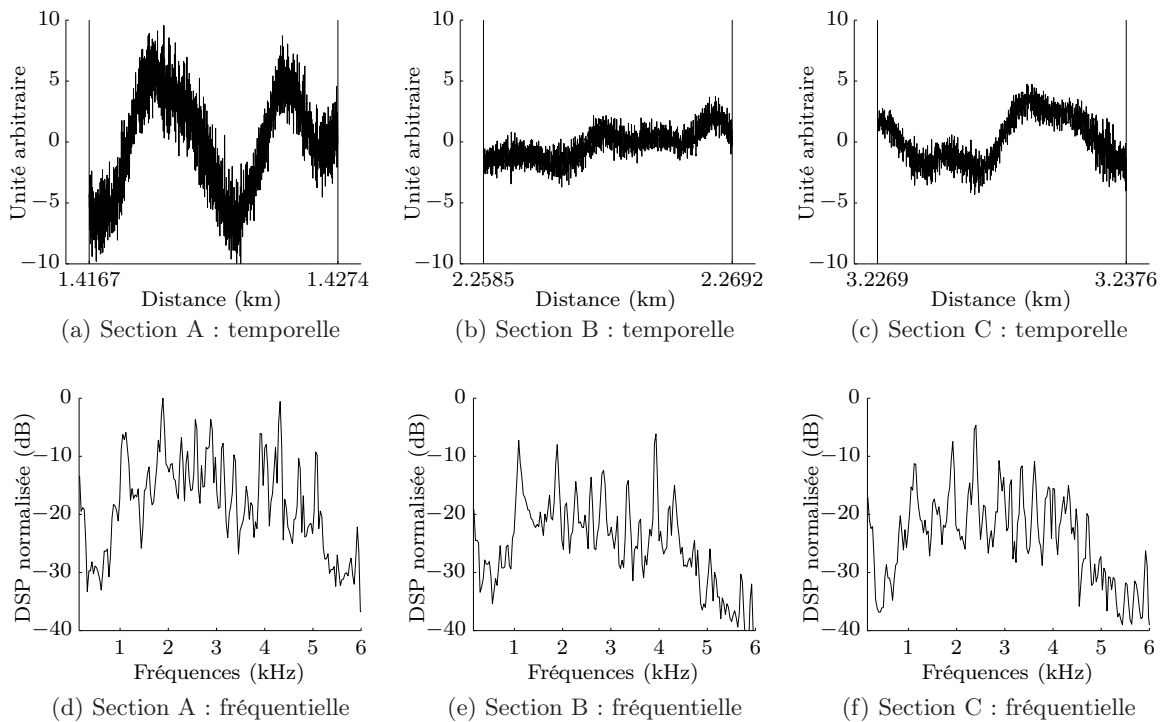 10
5
0
−5
−10
Unité arbitraire
1.4167
1.4274
Distance (km)
(a) Section A : temporelle
10
5
0
−5
−10
Unité arbitraire
2.2585
2.2692
Distance (km)
(b) Section B : temporelle
10
5
0
−5
−10
Unité arbitraire
3.2269
3.2376
Distance (km)
(c) Section C : temporelle
0
−10
−20
−30
−40
DSP normalisée (dB)
1 2 3 4 5 6
Fréquences (kHz)
(d) Section A : fréquentielle
0
−10
−20
−30
−40
DSP normalisée (dB)
1 2 3 4 5 6
Fréquences (kHz)
(e) Section B : fréquentielle
0
−10
−20
−30
−40
DSP normalisée (dB)
1 2 3 4 5 6
Fréquences (kHz)
(f) Section C : fréquentielle